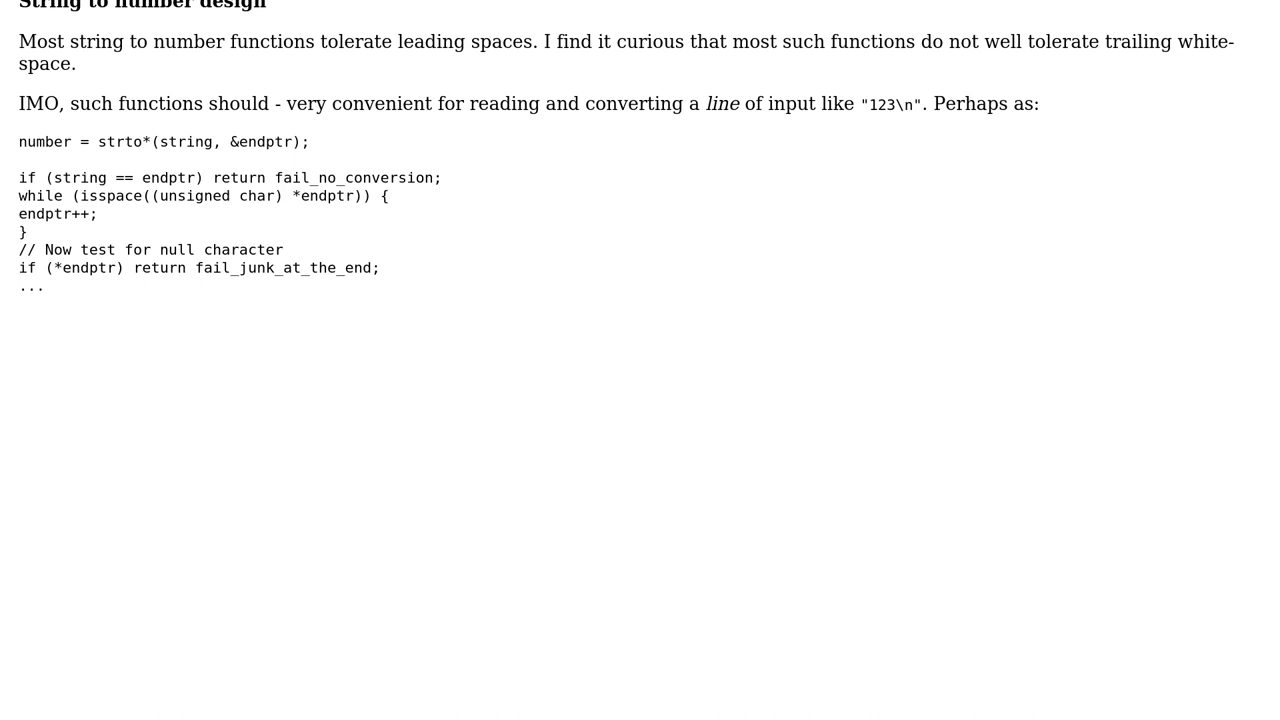 String to number design
Most string to number functions tolerate leading spaces. I find it curious that most such functions do not well tolerate trailing white-
space.
IMO, such functions should - very convenient for reading and converting a line of input like "123\n". Perhaps as:
number = strto*(string, &endptr);
if (string == endptr) return fail_no_conversion;
while (isspace((unsigned char) *endptr)) {
endptr++;
}
// Now test for null character
if (*endptr) return fail_junk_at_the_end;
...